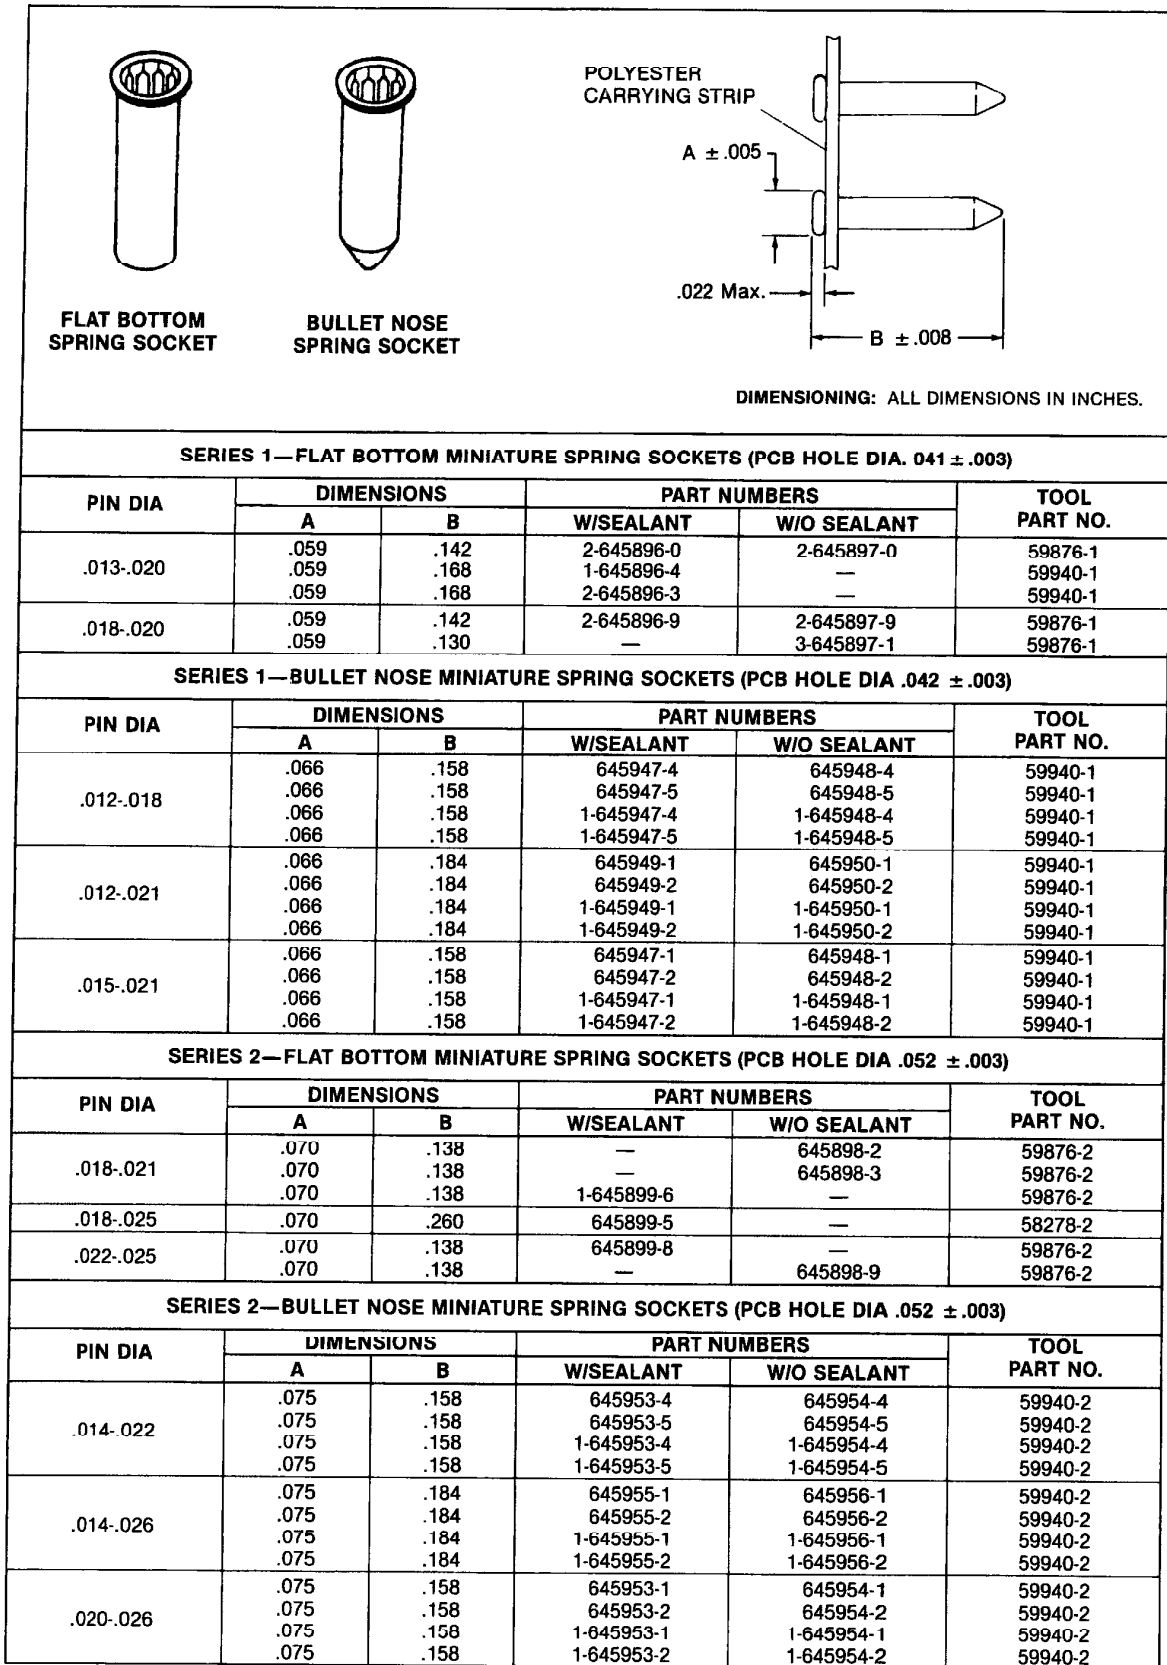 POLYESTER
CARRYING STRIP
A ±.005
.022 Max.
B ±.008
FLAT BOTTOM
SPRING SOCKET
BULLET NOSE
SPRING SOCKET
DIMENSIONING: ALL DIMENSIONS IN INCHES.
SERIES 1—FLAT BOTTOM MINIATURE SPRING SOCKETS (PCB HOLE DIA. 041 ± .003)
PIN DIA DIMENSIONS PART NUMBERS TOOL PART NO.
A B W/SEALANT W/O SEALANT
.013-.020
.059 .142 2-645896-0 2-645897-0 59876-1
.059 .168 1-645896-4 — 59940-1
.059 .168 2-645896-3 — 59940-1
.018-.020
.059 .142 2-645896-9 2-645897-9 59876-1
.059 .130 — 3-645897-1 59876-1
SERIES 1—BULLET NOSE MINIATURE SPRING SOCKETS (PCB HOLE DIA .042 ±.003)
PIN DIA DIMENSIONS PART NUMBERS TOOL PART NO.
A B W/SEALANT W/O SEALANT
.012-.018
.066 .158 645947-4 645948-4 59940-1
.066 .158 645947-5 645948-5 59940-1
.066 .158 1-645947-4 1-645948-4 59940-1
.066 .158 1-645947-5 1-645948-5 59940-1
.012-.021
.066 .184 645949-1 645950-1 59940-1
.066 .184 645949-2 645950-2 59940-1
.066 .184 1-645949-1 1-645950-1 59940-1
.066 .184 1-645949-2 1-645950-2 59940-1
.015-.021
.066 .158 645947-1 645948-1 59940-1
.066 .158 645947-2 645948-2 59940-1
.066 .158 1-645947-1 1-645948-1 59940-1
.066 .158 1-645947-2 1-645948-2 59940-1
SERIES 2—FLAT BOTTOM MINIATURE SPRING SOCKETS (PCB HOLE DIA .052 ±.003)
PIN DIA DIMENSIONS PART NUMBERS TOOL PART NO.
A B W/SEALANT W/O SEALANT
.018-.021
.070 .138 — 645898-2 59876-2
.070 .138 — 645898-3 59876-2
.070 .138 1-645899-6 — 59876-2
.018-.025 .070 .260 645899-5 — 58278-2
.022-.025
.070 .138 645899-8 — 59876-2
.070 .138 — 645898-9 59876-2
SERIES 2—BULLET NOSE MINIATURE SPRING SOCKETS (PCB HOLE DIA .052 ±.003)
PIN DIA DIMENSIONS PART NUMBERS TOOL PART NO.
A B W/SEALANT W/O SEALANT
.014-.022
.075 .158 645953-4 645954-4 59940-2
.075 .158 645953-5 645954-5 59940-2
.075 .158 1-645953-4 1-645954-4 59940-2
.075 .158 1-645953-5 1-645954-5 59940-2
.014-.026
.075 .184 645955-1 645956-1 59940-2
.075 .184 645955-2 645956-2 59940-2
.075 .184 1-645955-1 1-645956-1 59940-2
.075 .184 1-645955-2 1-645956-2 59940-2
.020-.026
.075 .158 645953-1 645954-1 59940-2
.075 .158 645953-2 645954-2 59940-2
.075 .158 1-645953-1 1-645954-1 59940-2
.075 .158 1-645953-2 1-645954-2 59940-2